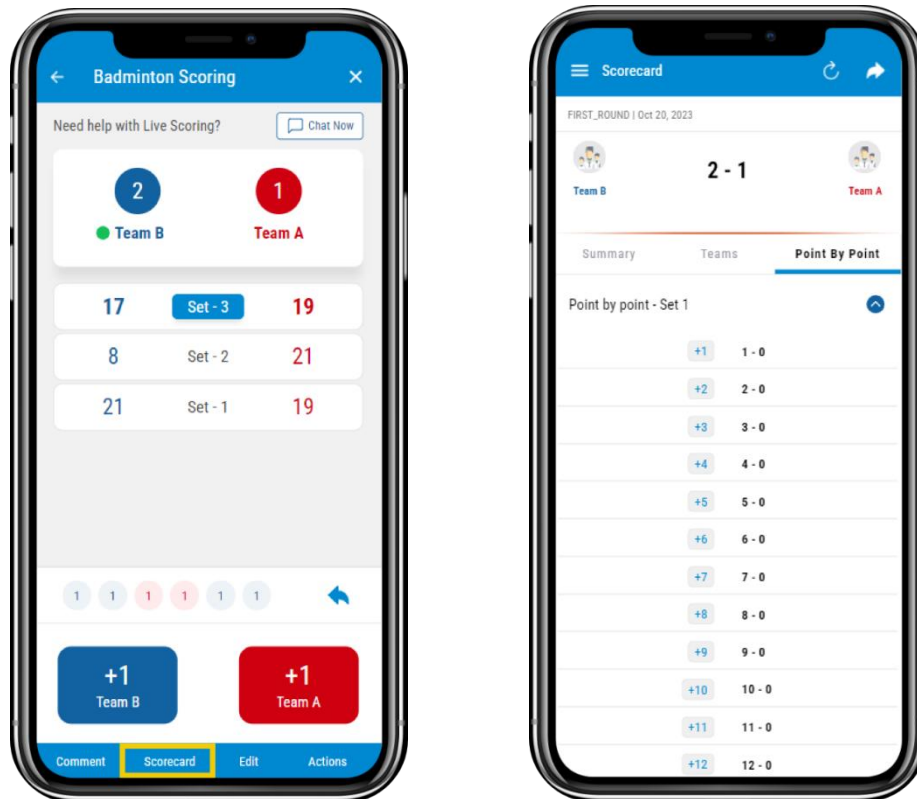 Badminton Scoring
Need help with Live Scoring?
Chat Now
2
1
Team B
Team A
17 Set - 3 19
8 Set - 2 21
21 Set - 1 19
1 1 1 1 1 1
+1
Team B
+1
Team A
Comment Scorecard Edit Actions
Scorecard
FIRST_ROUND | Oct 20, 2023
2 - 1
Team B
Team A
Summary Teams Point By Point
Point by point - Set 1
+1 1 - 0
+2 2 - 0
+3 3 - 0
+4 4 - 0
+5 5 - 0
+6 6 - 0
+7 7 - 0
+8 8 - 0
+9 9 - 0
+10 10 - 0
+11 11 - 0
+12 12 - 0